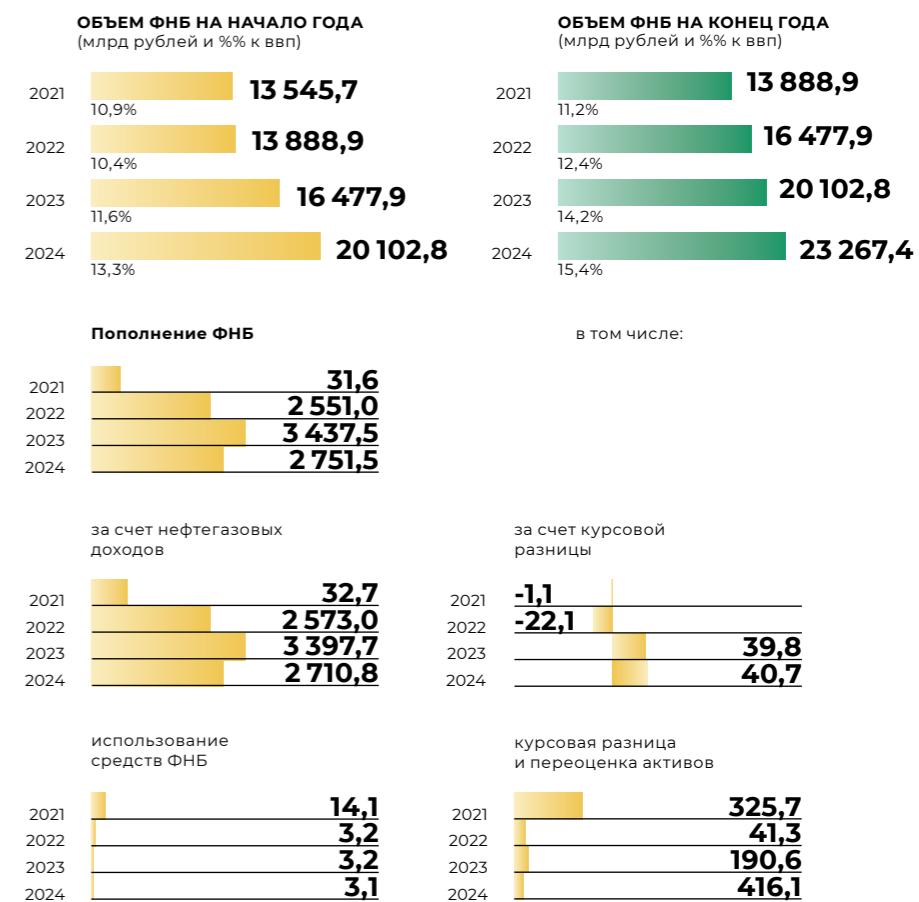 ОБЪЕМ ФНБ НА НАЧАЛО ГОДА
(млрд рублей и %% к ввп)
2021 13 545,7
10,9%
2022 13 888,9
10,4%
2023 16 477,9
11,6%
2024 20 102,8
13,3%
ОБЪЕМ ФНБ НА КОНЕЦ ГОДА
(млрд рублей и %% к ввп)
2021 13 888,9
11,2%
2022 16 477,9
12,4%
2023 20 102,8
14,2%
2024 23 267,4
15,4%
Пополнение ФНБ
2021 31,6
2022 2 551,0
2023 3 437,5
2024 2 751,5
в том числе:
за счет нефтегазовых
доходов
2021 32,7
2022 2 573,0
2023 3 397,7
2024 2 710,8
за счет курсовой
разницы
2021 -1,1
2022 -22,1
2023 39,8
2024 40,7
использование
средств ФНБ
2021 14,1
2022 3,2
2023 3,2
2024 3,1
курсовая разница
и переоценка активов
2021 325,7
2022 41,3
2023 190,6
2024 416,1